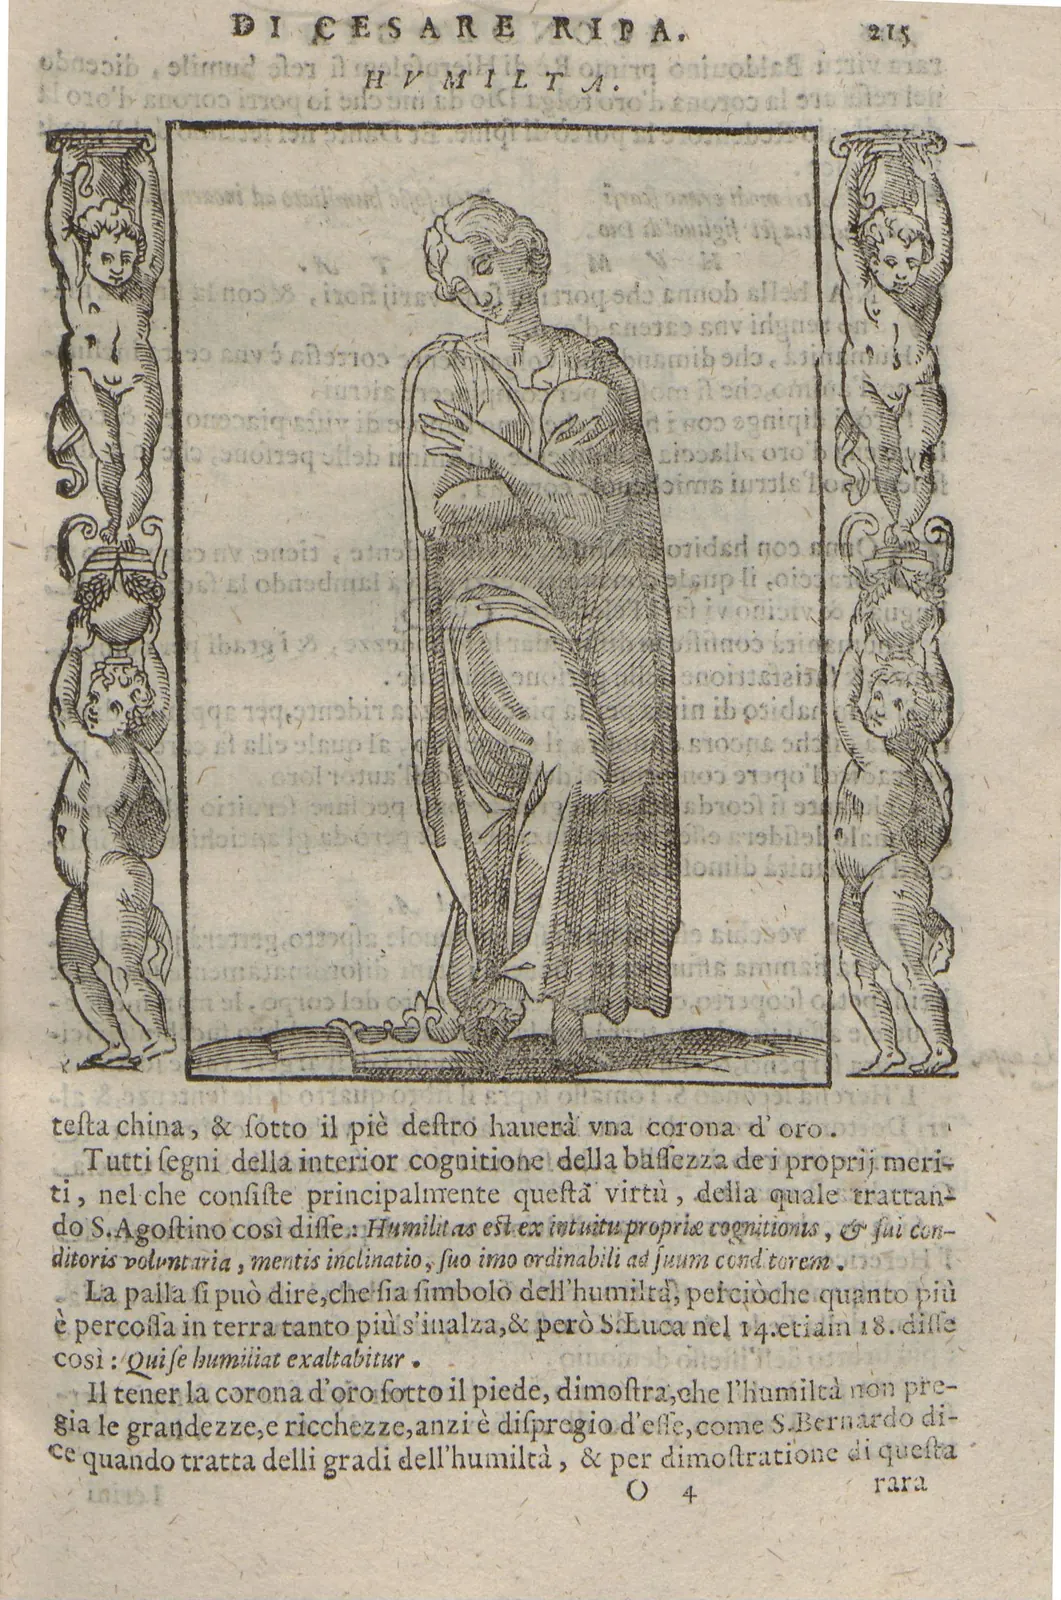 DI CESARE RIPA. 215
HVMILTA.
teſta china, & ſotto il piè deſtro hauerà vna corona d'oro.
Tutti ſegni della interior cognitione della baſſezza de i proprij meri-
ti, nel che conſiſte principalmente queſta virtù, della quale trattan-
do S. Agoſtino così diſſe: Humilitas eſt ex intuitu propriæ cognitionis, & ſui con-
ditoris voluntaria, mentis inclinatio, ſuo imo ordinabili ad ſuum conditorem.
La palla ſi può dire, che ſia ſimbolo dell'humiltà, perciòche quanto più
è percoſſa in terra tanto più s'inalza, & però S. Luca nel 14. etiam 18. diſſe
così: Qui ſe humiliat exaltabitur.
Il tener la corona d'oro ſotto il piede, dimoſtra, che l'humiltà non pre-
gia le grandezze, e ricchezze, anzi è diſpregio d'eſſe, come S. Bernardo di-
ce quando tratta delli gradi dell'humiltà, & per dimoſtratione di queſta
O 4 rara